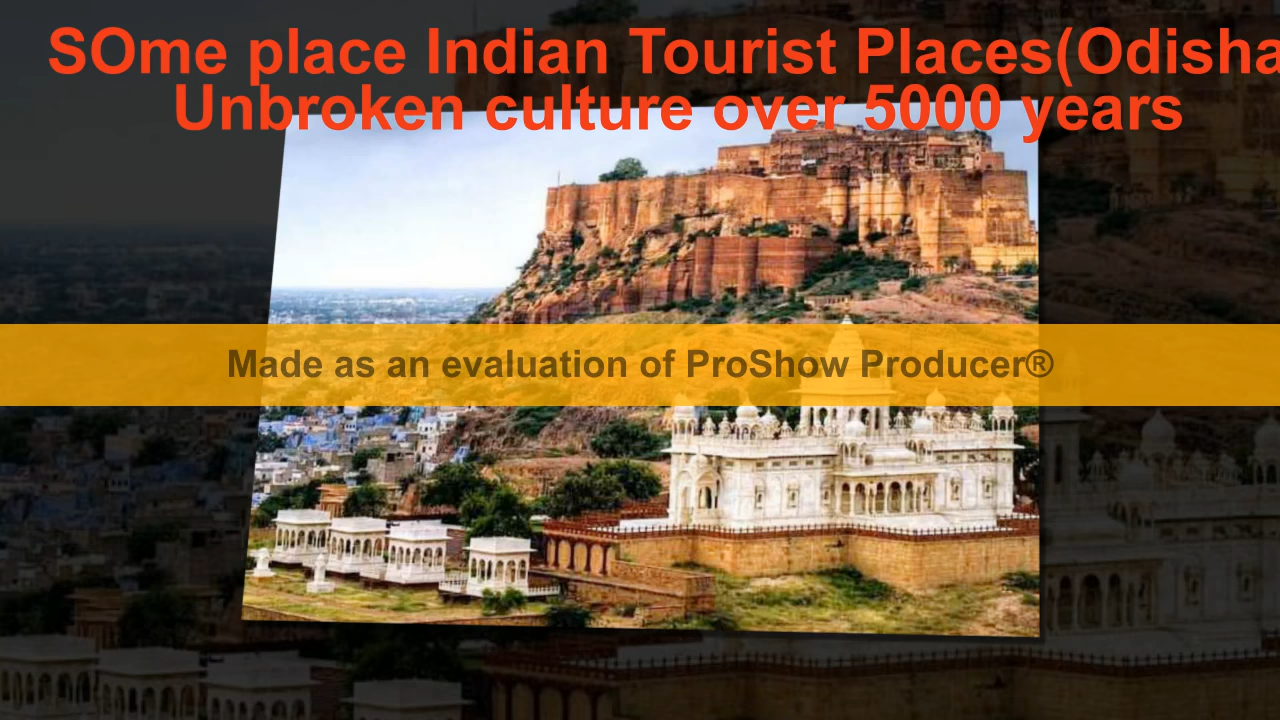 SOme place Indian Tourist Places(Odisha
Unbroken culture over 5000 years
Made as an evaluation of ProShow Producer®